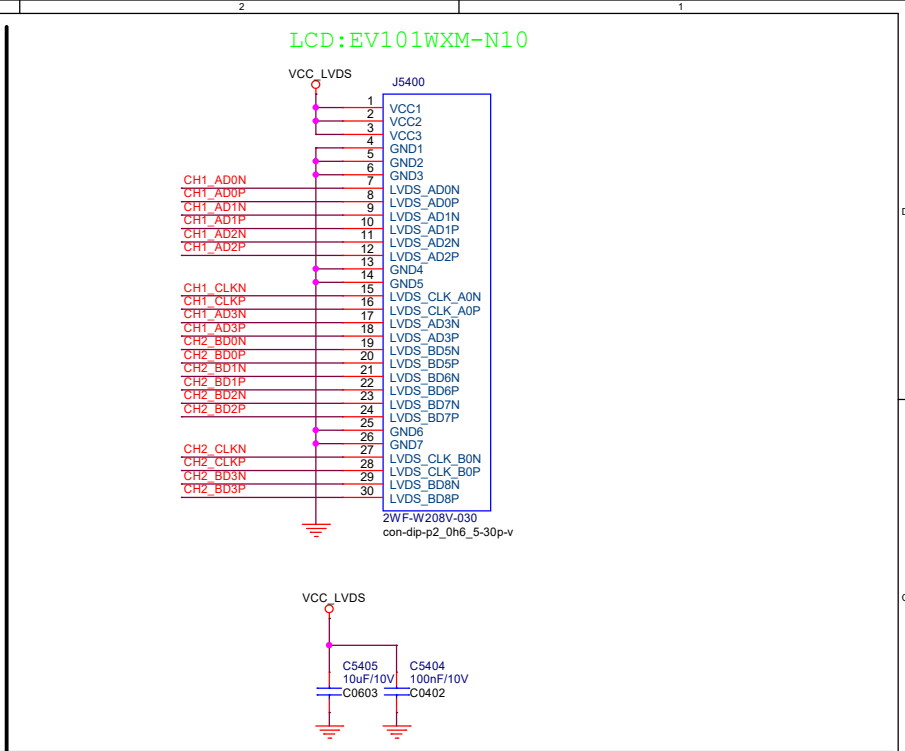 2
1
LCD:EV101WXM-N10
VCC_LVDS
J5400
1 VCC1
2 VCC2
3 VCC3
4 GND1
5 GND2
6 GND3
CH1_AD0N 7 LVDS_AD0N
CH1_AD0P 8 LVDS_AD0P
CH1_AD1N 9 LVDS_AD1N
CH1_AD1P 10 LVDS_AD1P
CH1_AD2N 11 LVDS_AD2N
CH1_AD2P 12 LVDS_AD2P
13 GND4
14 GND5
CH1_CLKN 15 LVDS_CLK_A0N
CH1_CLKP 16 LVDS_CLK_A0P
CH1_AD3N 17 LVDS_AD3N
CH1_AD3P 18 LVDS_AD3P
CH2_BD0N 19 LVDS_BD5N
CH2_BD0P 20 LVDS_BD5P
CH2_BD1N 21 LVDS_BD6N
CH2_BD1P 22 LVDS_BD6P
CH2_BD2N 23 LVDS_BD7N
CH2_BD2P 24 LVDS_BD7P
25 GND6
26 GND7
CH2_CLKN 27 LVDS_CLK_B0N
CH2_CLKP 28 LVDS_CLK_B0P
CH2_BD3N 29 LVDS_BD8N
CH2_BD3P 30 LVDS_BD8P
2WF-W208V-030
con-dip-p2_0h6_5-30p-v
VCC_LVDS
C5405 C5404
10uF/10V 100nF/10V
C0603 C0402